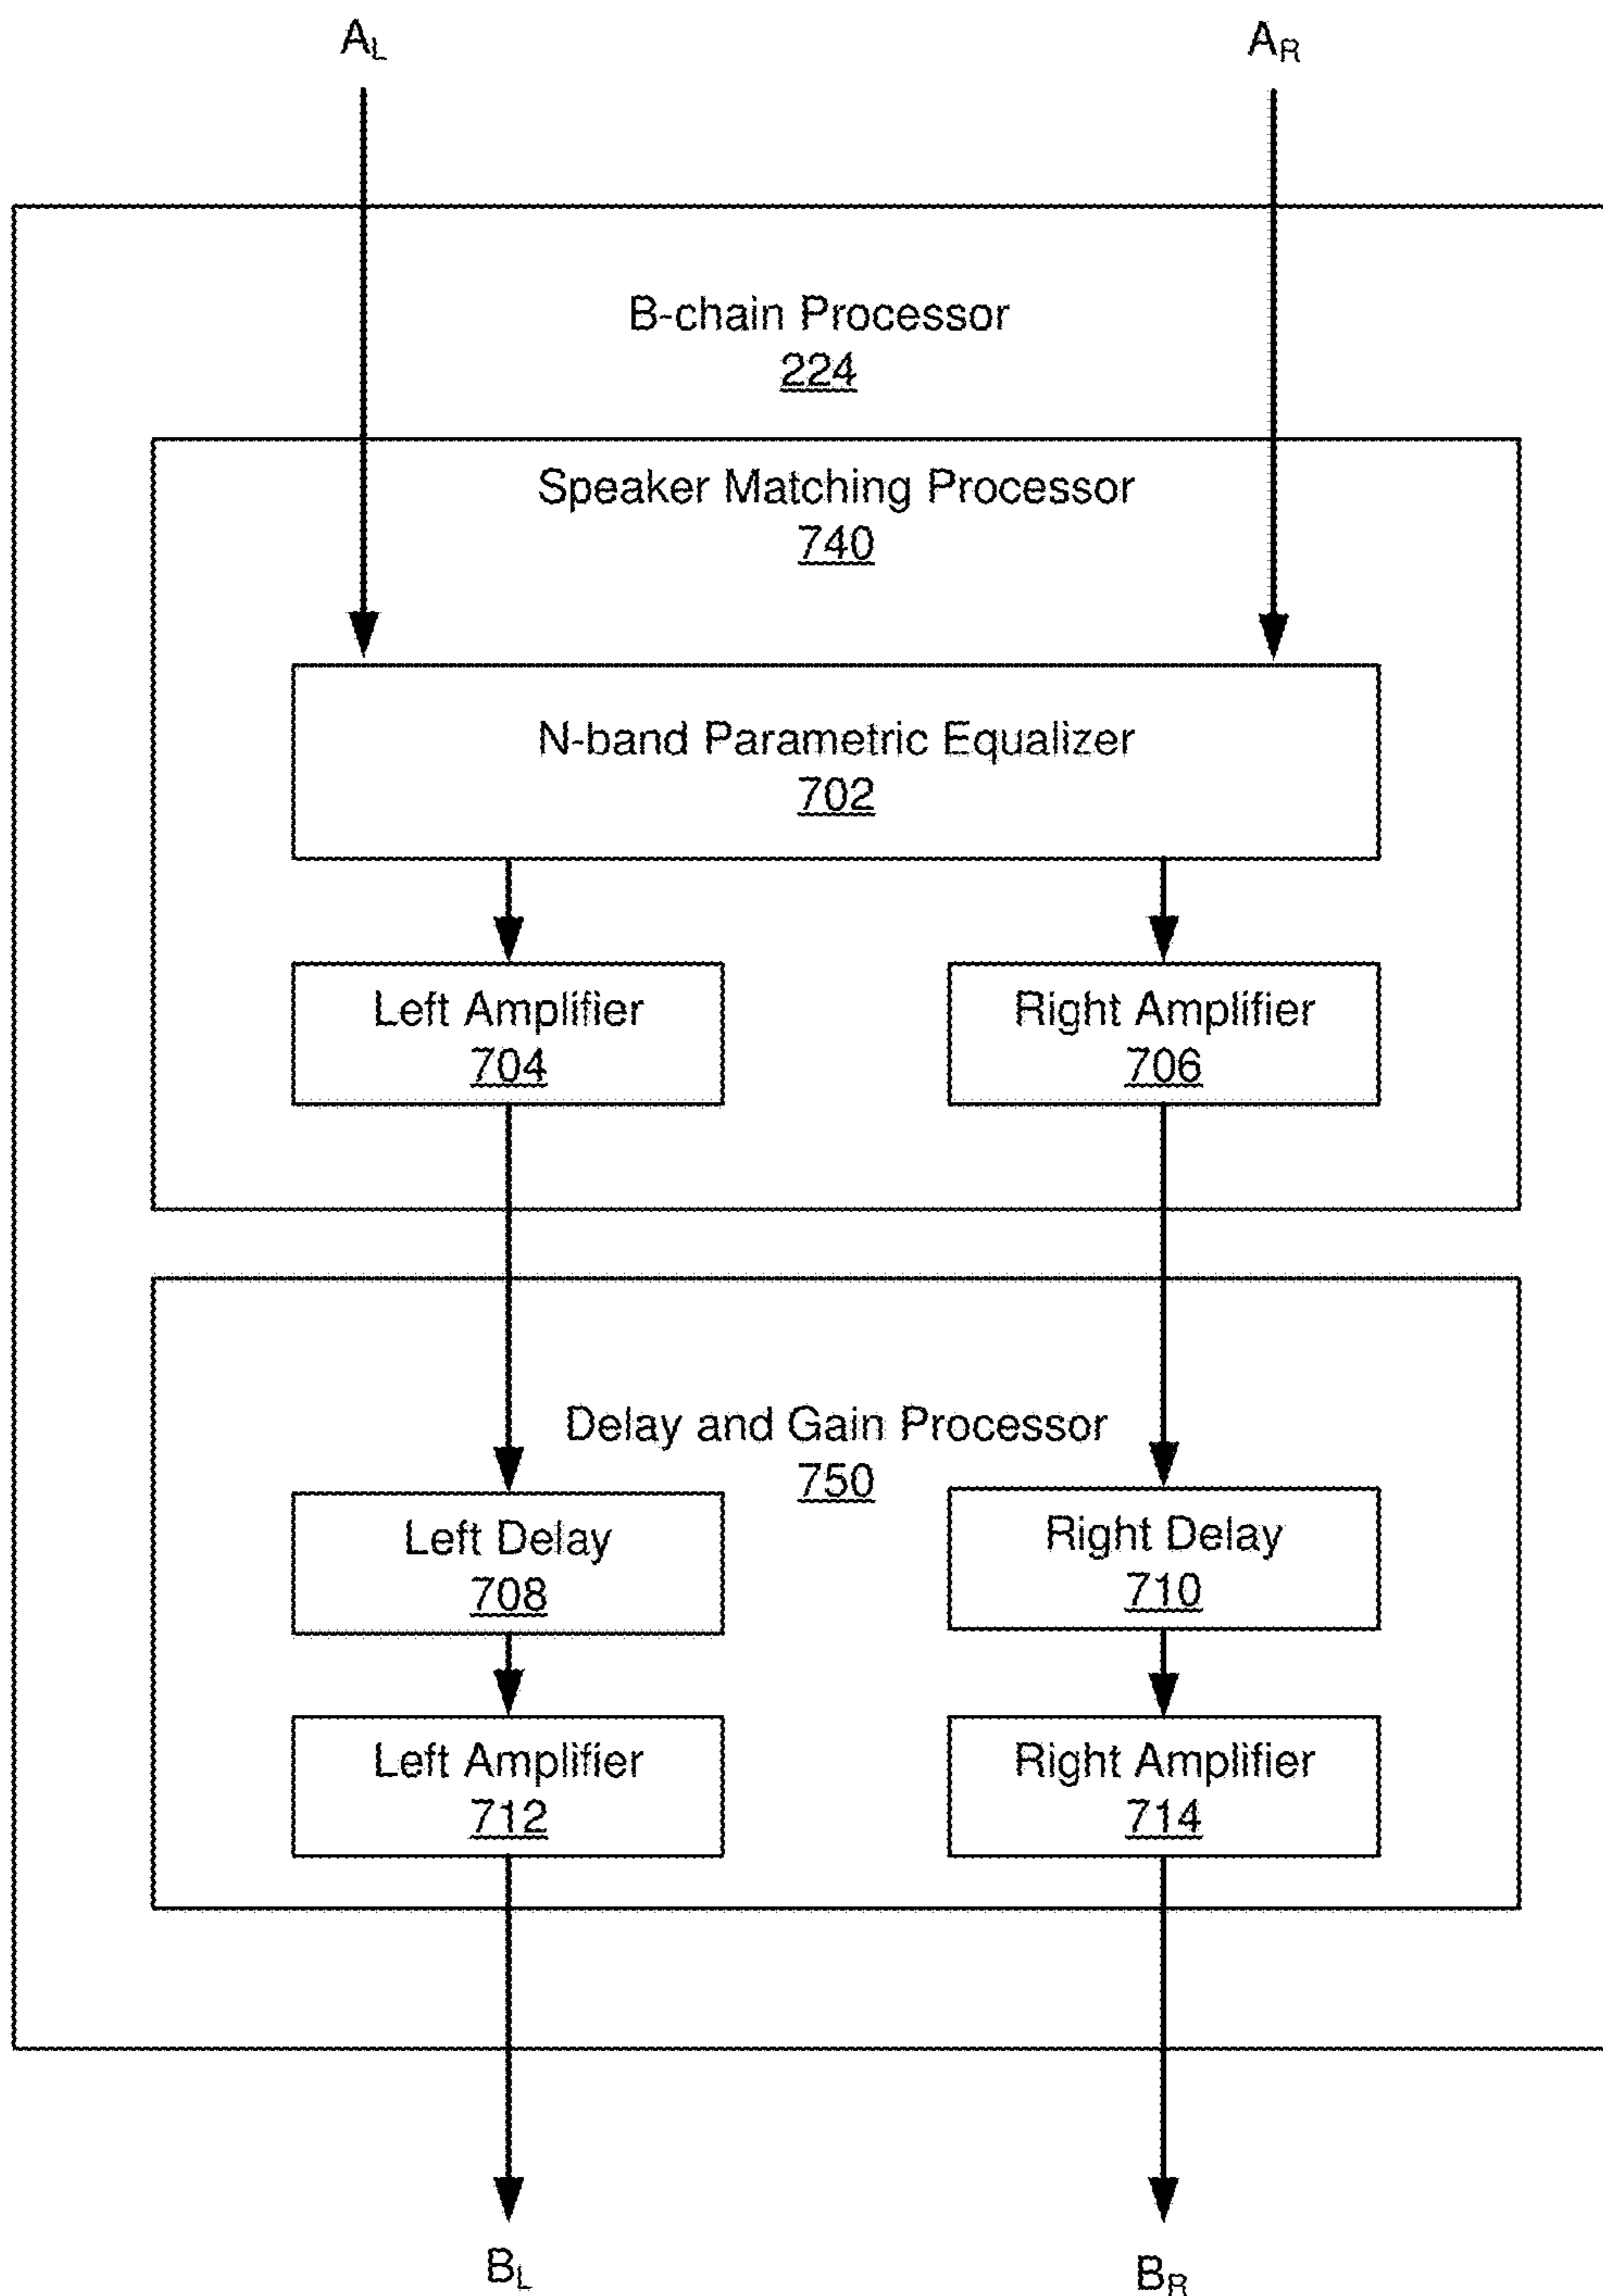 AL AR
B-chain Processor
224
Speaker Matching Processor
740
N-band Parametric Equalizer
702
Left Amplifier
704
Right Amplifier
706
Delay and Gain Processor
750
Left Delay
708
Right Delay
710
Left Amplifier
712
Right Amplifier
714
BL BR